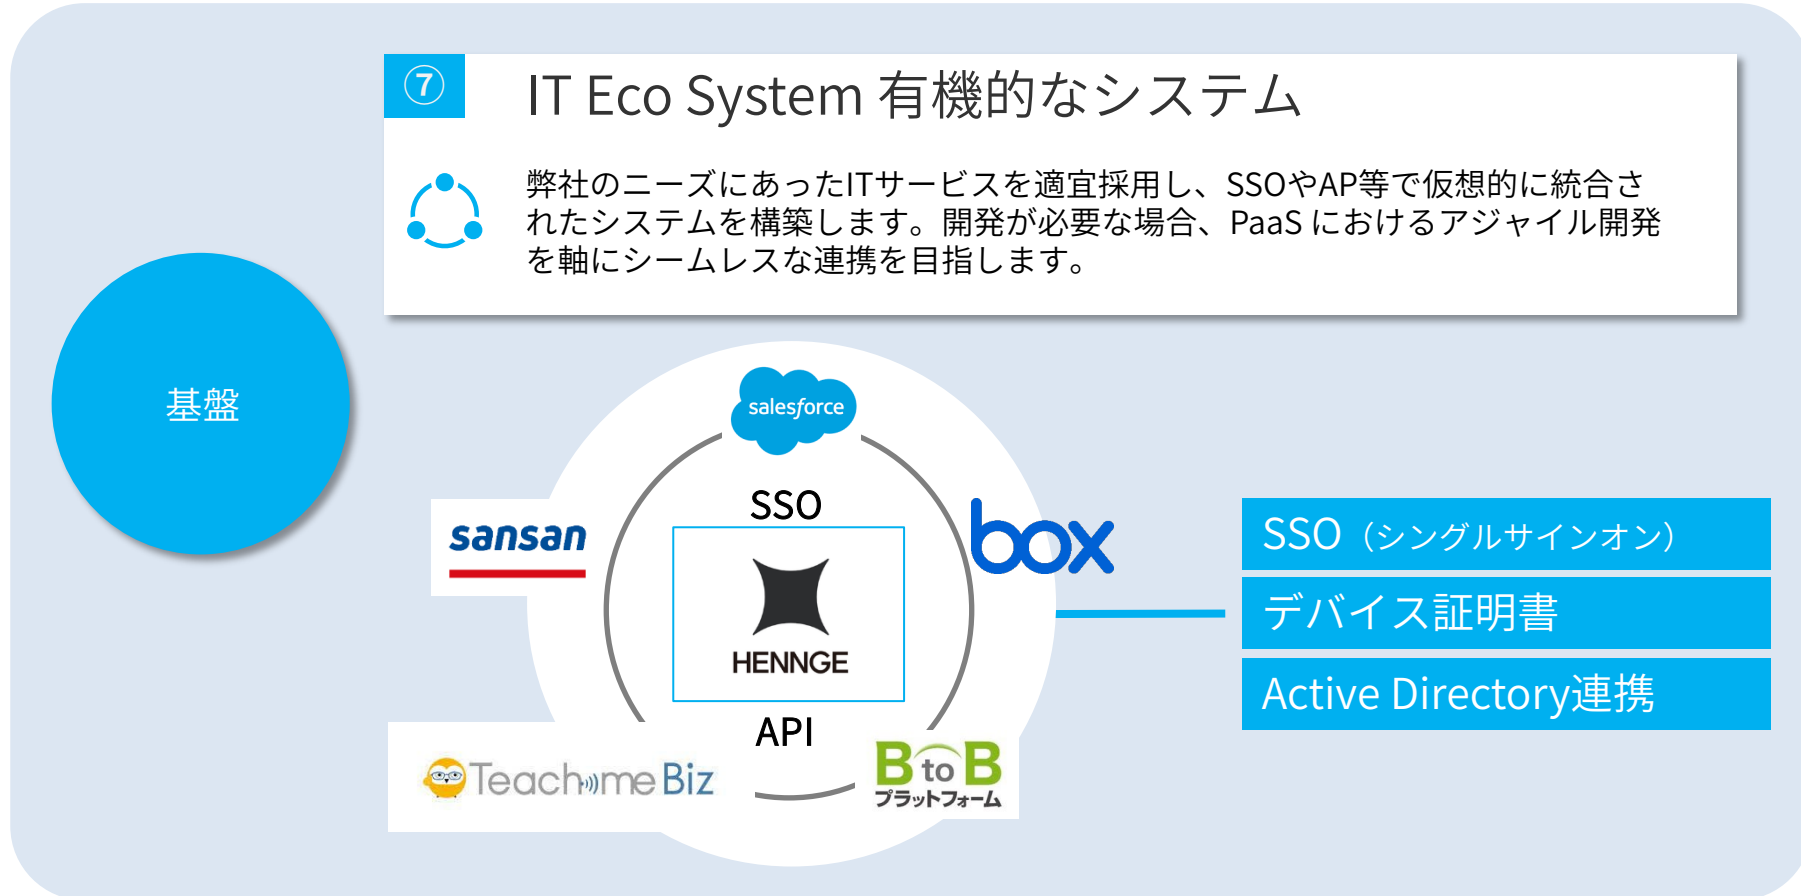 ⑦
IT Eco System 有機的なシステム
弊社のニーズにあったITサービスを適宜採用し、SSOやAP等で仮想的に統合さ
れたシステムを構築します。開発が必要な場合、PaaS におけるアジャイル開発
を軸にシームレスな連携を目指します。
基盤
salesforce
SSO
sansan
box
HENNGE
API
Teachme Biz
B to B
プラットフォーム
SSO（シングルサインオン）
デバイス証明書
Active Directory連携